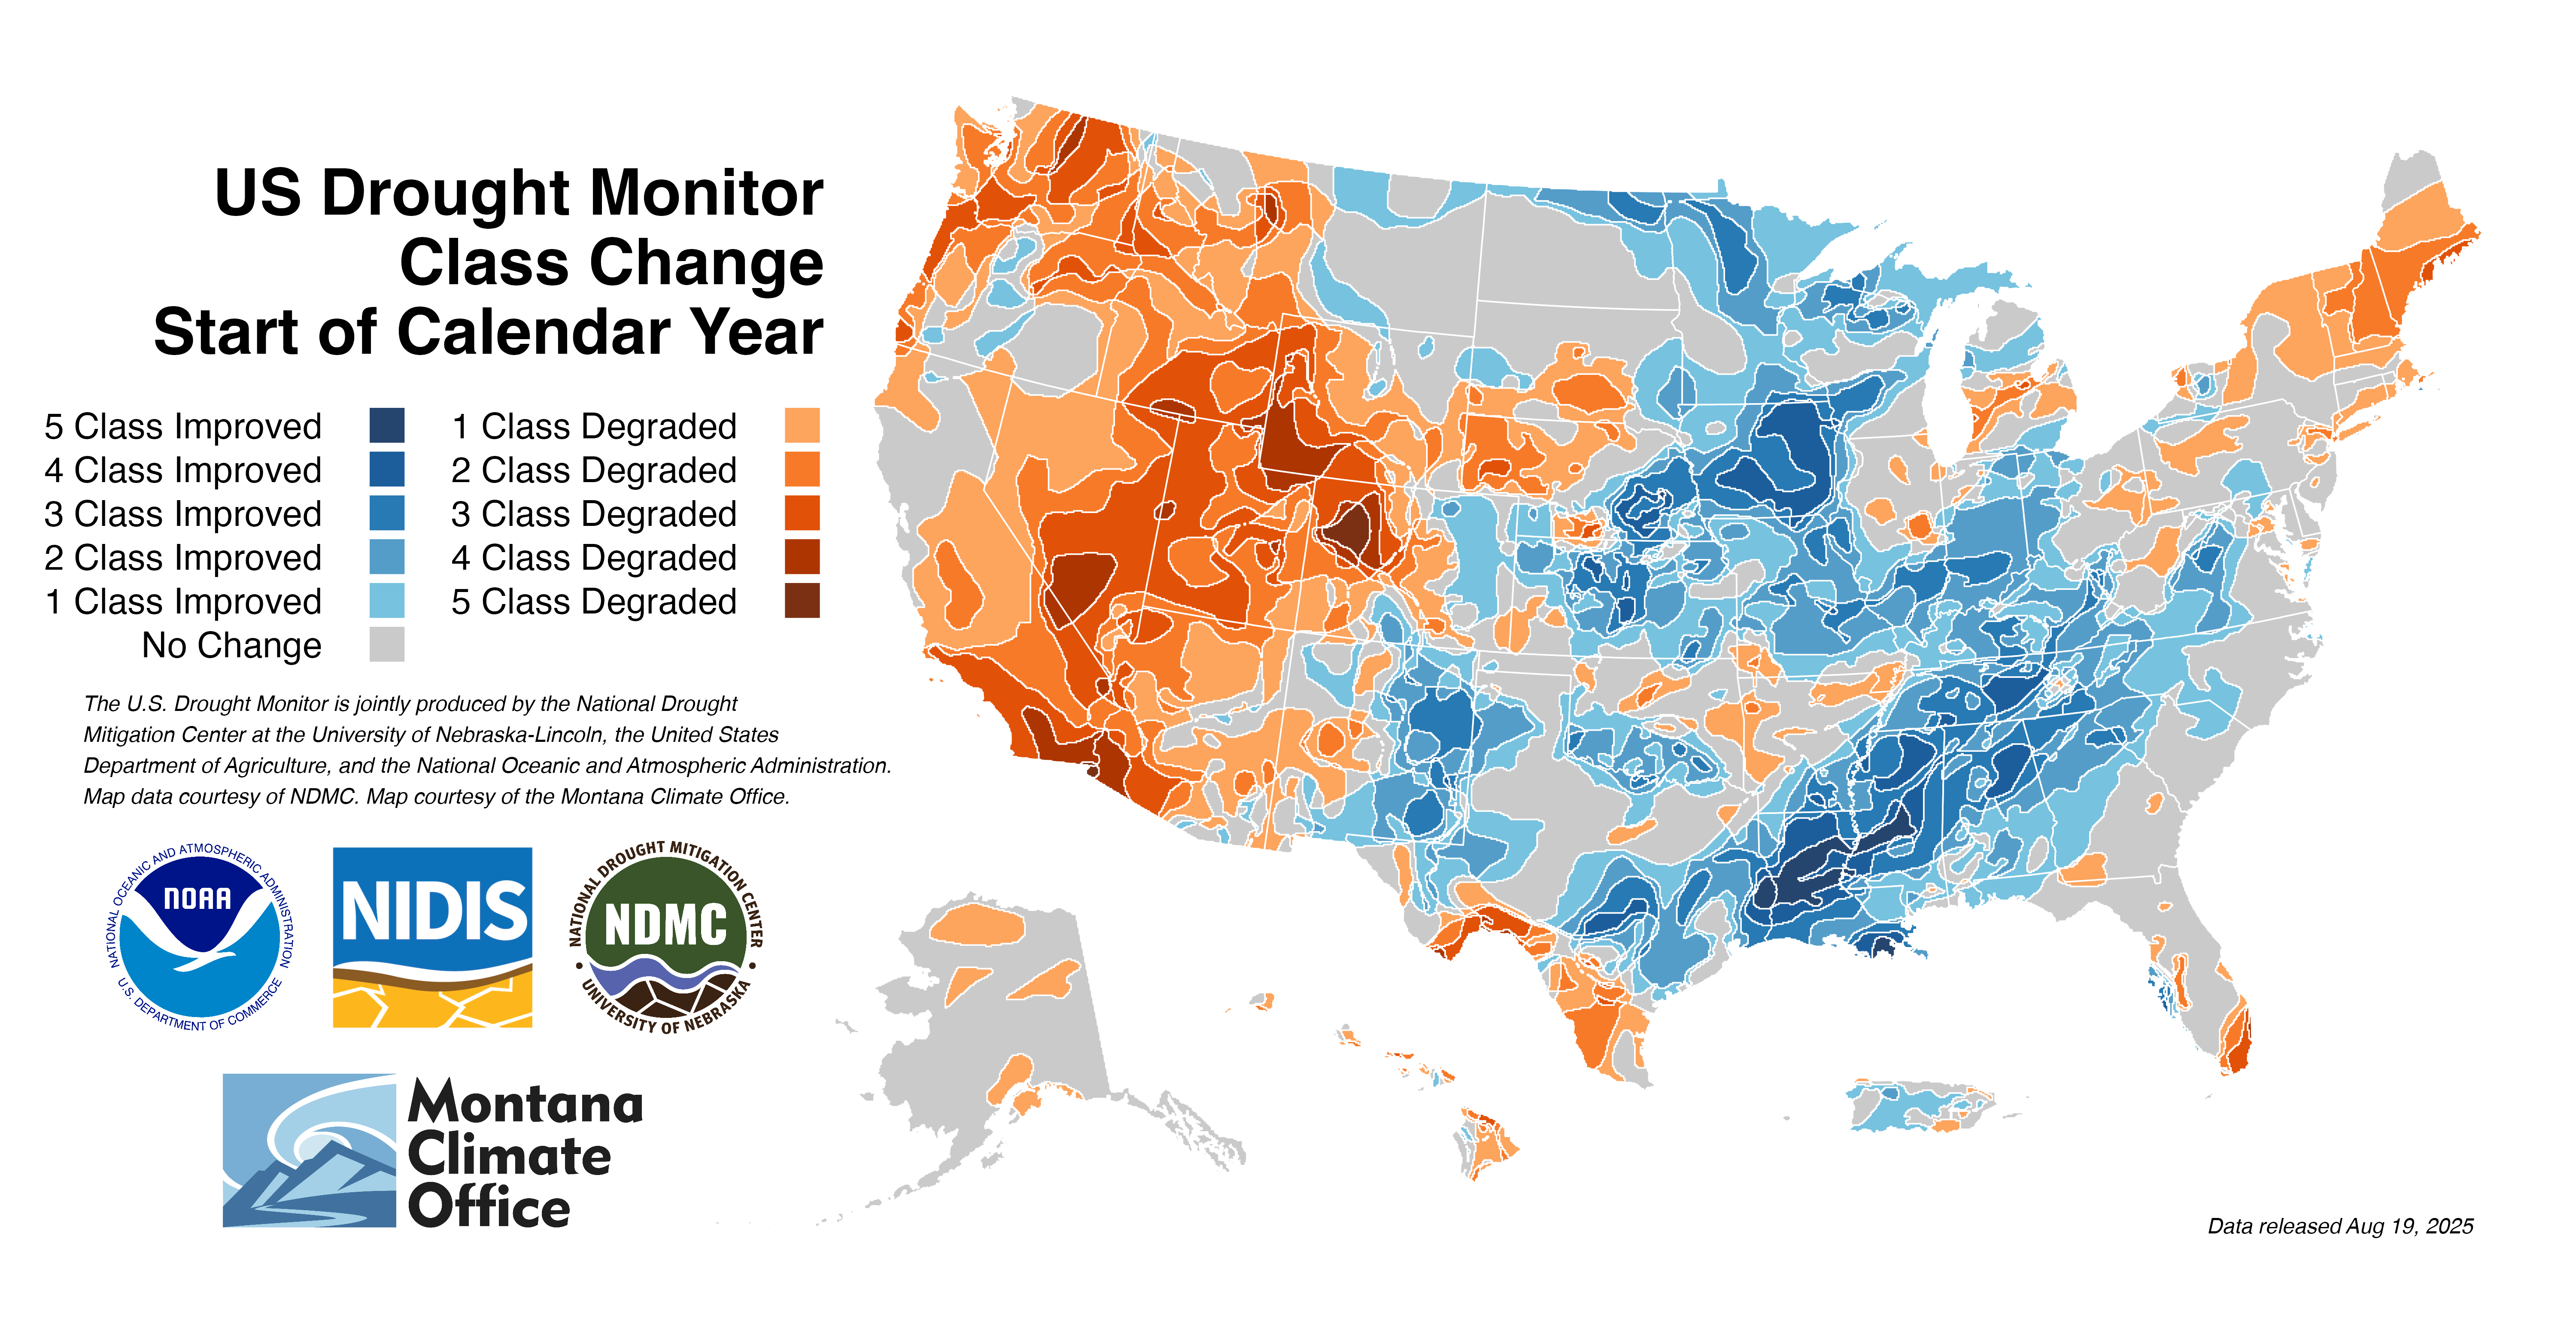 US Drought Monitor
Class Change
Start of Calendar Year
5 Class Improved
4 Class Improved
3 Class Improved
2 Class Improved
1 Class Improved
No Change
1 Class Degraded
2 Class Degraded
3 Class Degraded
4 Class Degraded
5 Class Degraded
The U.S. Drought Monitor is jointly produced by the National Drought
Mitigation Center at the University of Nebraska-Lincoln, the United States
Department of Agriculture, and the National Oceanic and Atmospheric Administration.
Map data courtesy of NDMC. Map courtesy of the Montana Climate Office.
NATIONAL OCEANIC AND ATMOSPHERIC ADMINISTRATION
NOAA
U.S. DEPARTMENT OF COMMERCE
NIDIS
NATIONAL DROUGHT MITIGATION CENTER
NDMC
UNIVERSITY OF NEBRASKA
Montana
Climate
Office
Data released Aug 19, 2025